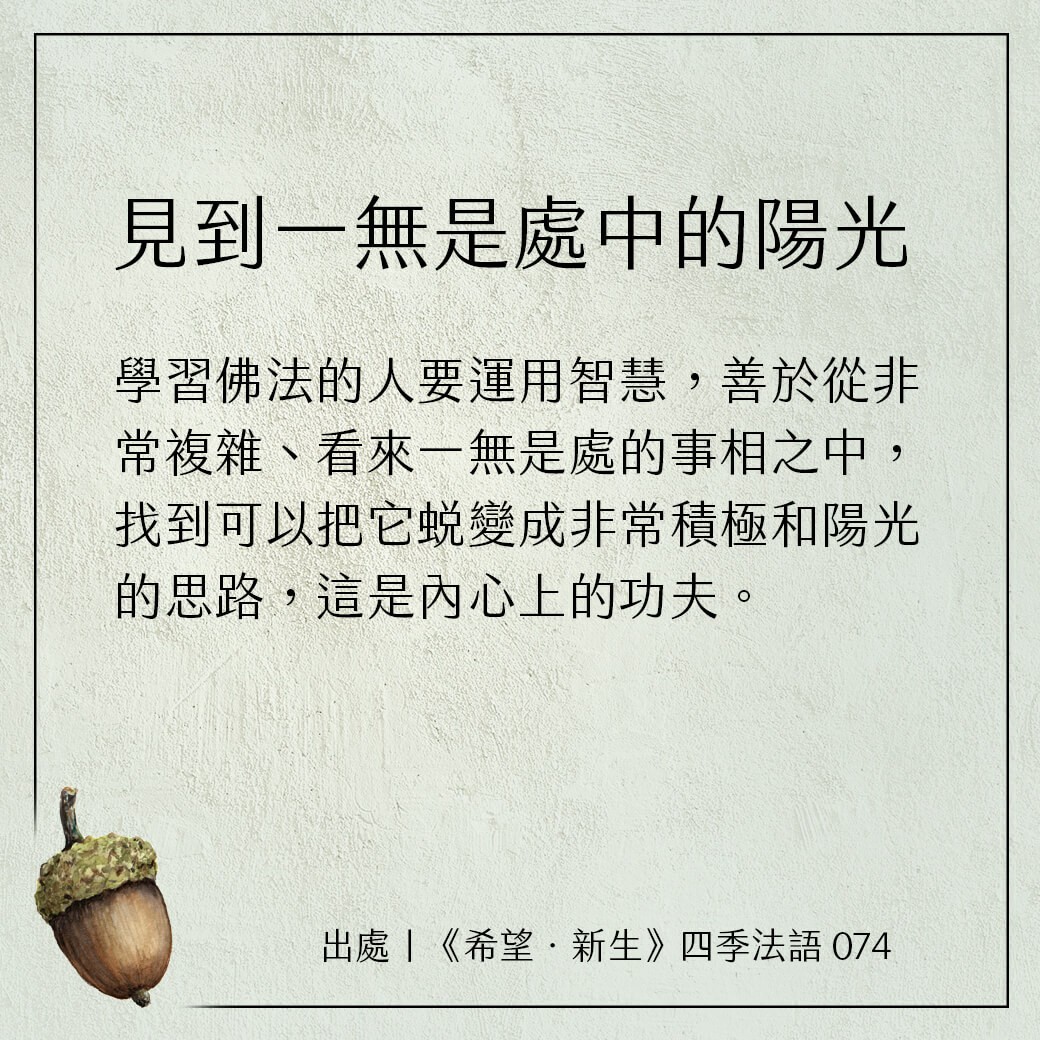 見到一無是處中的陽光
學習佛法的人要運用智慧，善於從非
常複雜、看來一無是處的事相之中，
找到可以把它蛻變成非常積極和陽光
的思路，這是內心上的功夫。
出處｜《希望．新生》四季法語 074